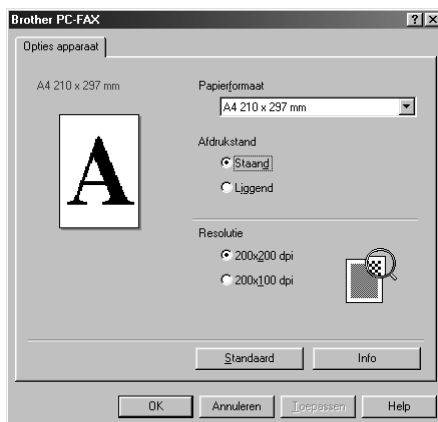 Brother PC-FAX
Opties apparaat
A4 210 x 297 mm
A
Papierformaat
A4 210 x 297 mm
Afdrukstand
Staand
Liggend
Resolutie
200x200 dpi
200x100 dpi
Standaard
Info
OK
Annuleren
Toepassen
Help